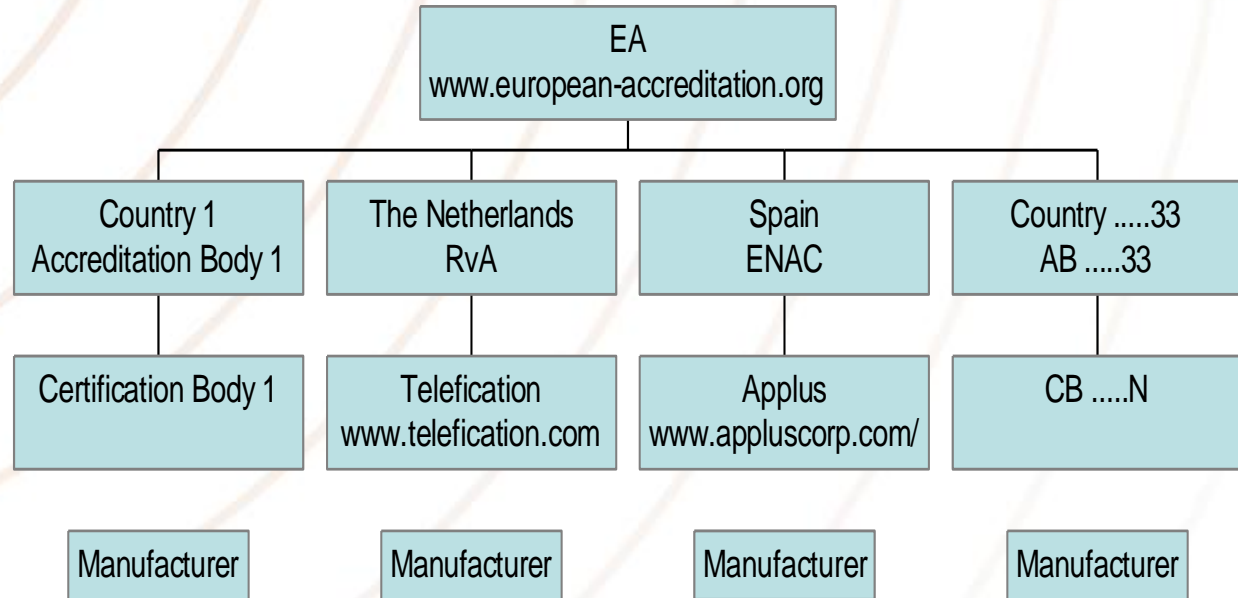 EA
www.european-accreditation.org
Country 1
Accreditation Body 1
The Netherlands
RvA
Spain
ENAC
Country .....33
AB .....33
Certification Body 1
Telefication
www.telefication.com
Applus
www.appluscorp.com/
CB .....N
Manufacturer
Manufacturer
Manufacturer
Manufacturer